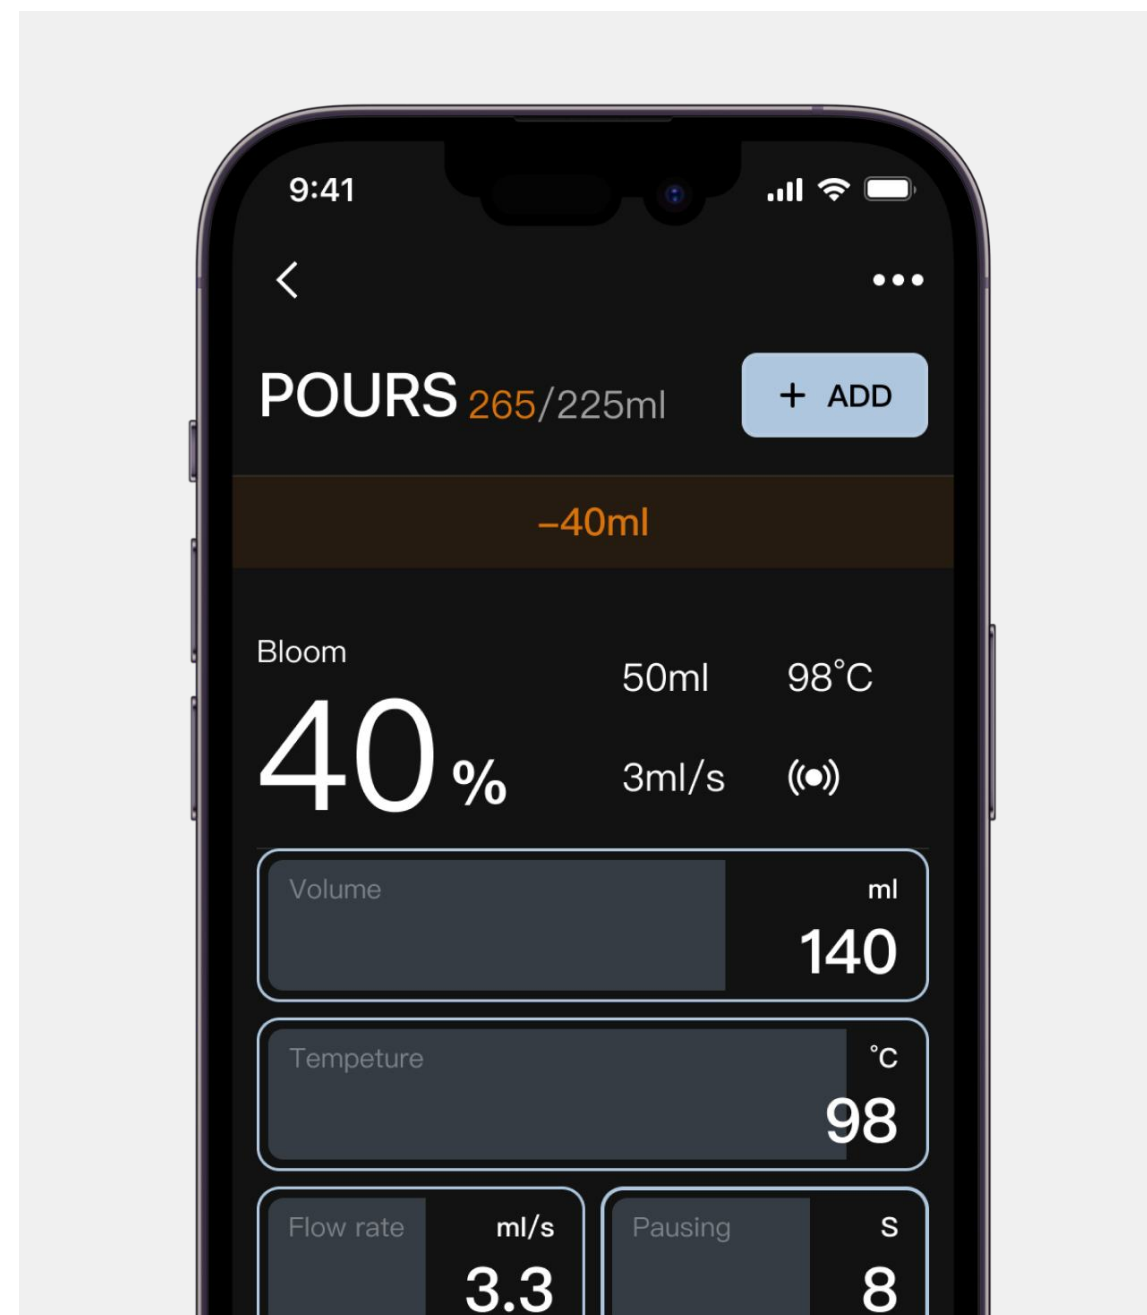 9:41
POURS 265/225ml
+ ADD
–40ml
Bloom
40%
50ml 98°C
3ml/s
Volume ml
140
Tempeture °C
98
Flow rate ml/s
3.3
Pausing S
8